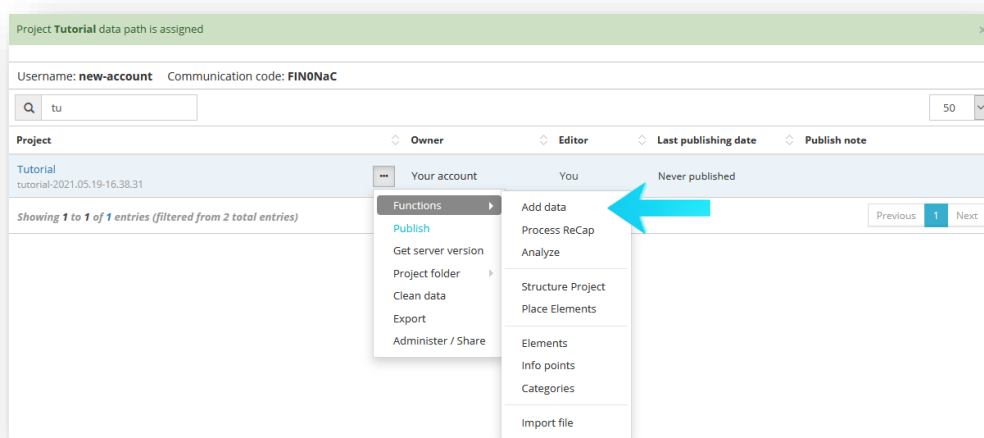 Project Tutorial data path is assigned
Username: new-account Communication code: FIN0NaC
tu
50
Project Owner Editor Last publishing date Publish note
Tutorial
tutorial-2021.05.19-16.38.31
... Your account You Never published
Showing 1 to 1 of 1 entries (filtered from 2 total entries)
Previous 1 Next
Functions
Publish
Get server version
Project folder
Clean data
Export
Administer / Share
Add data
Process ReCap
Analyze
Structure Project
Place Elements
Elements
Info points
Categories
Import file